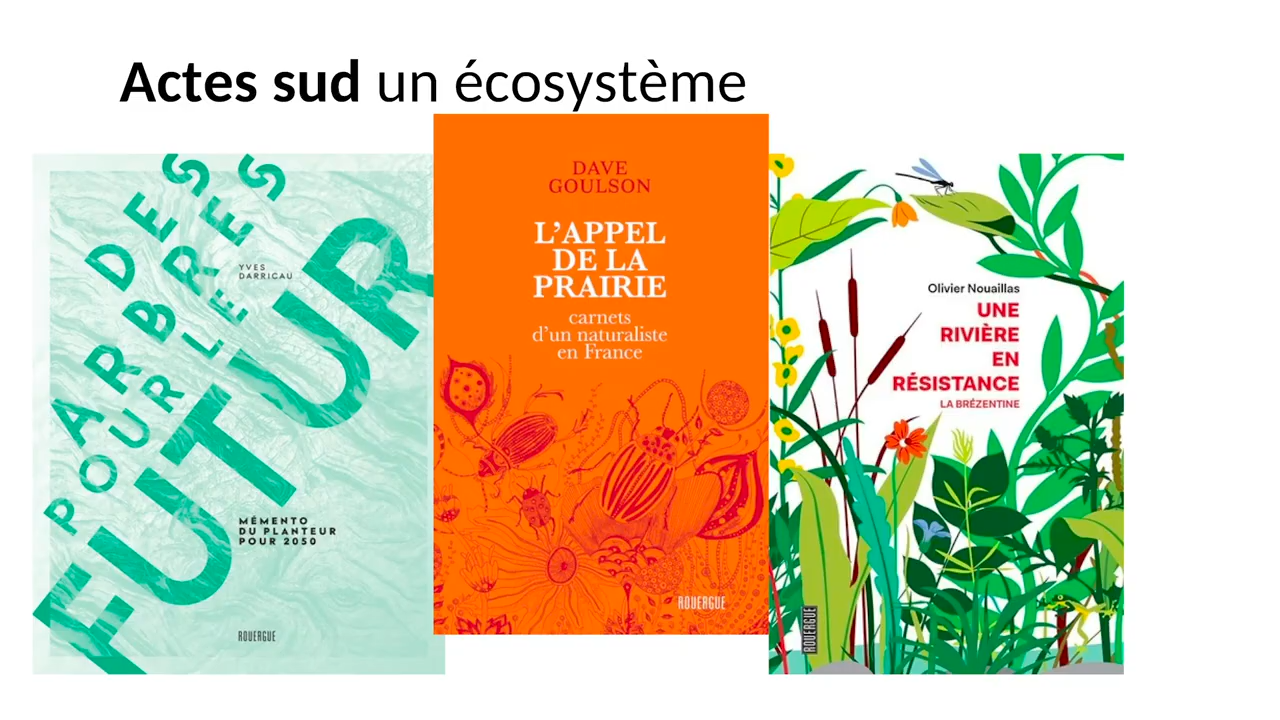 Actes sud un écosystème
DES
ARBRES
POUR LE
FUTUR
YVES
DARRICAU
MÉMENTO
DU PLANTEUR
POUR 2050
ROUERGUE
DAVE
GOULSON
L’APPEL
DE LA
PRAIRIE
carnets
d’un naturaliste
en France
ROUERGUE
Olivier Nouaillas
UNE
RIVIÈRE
EN
RÉSISTANCE
LA BRÉZENTINE
ROUERGUE